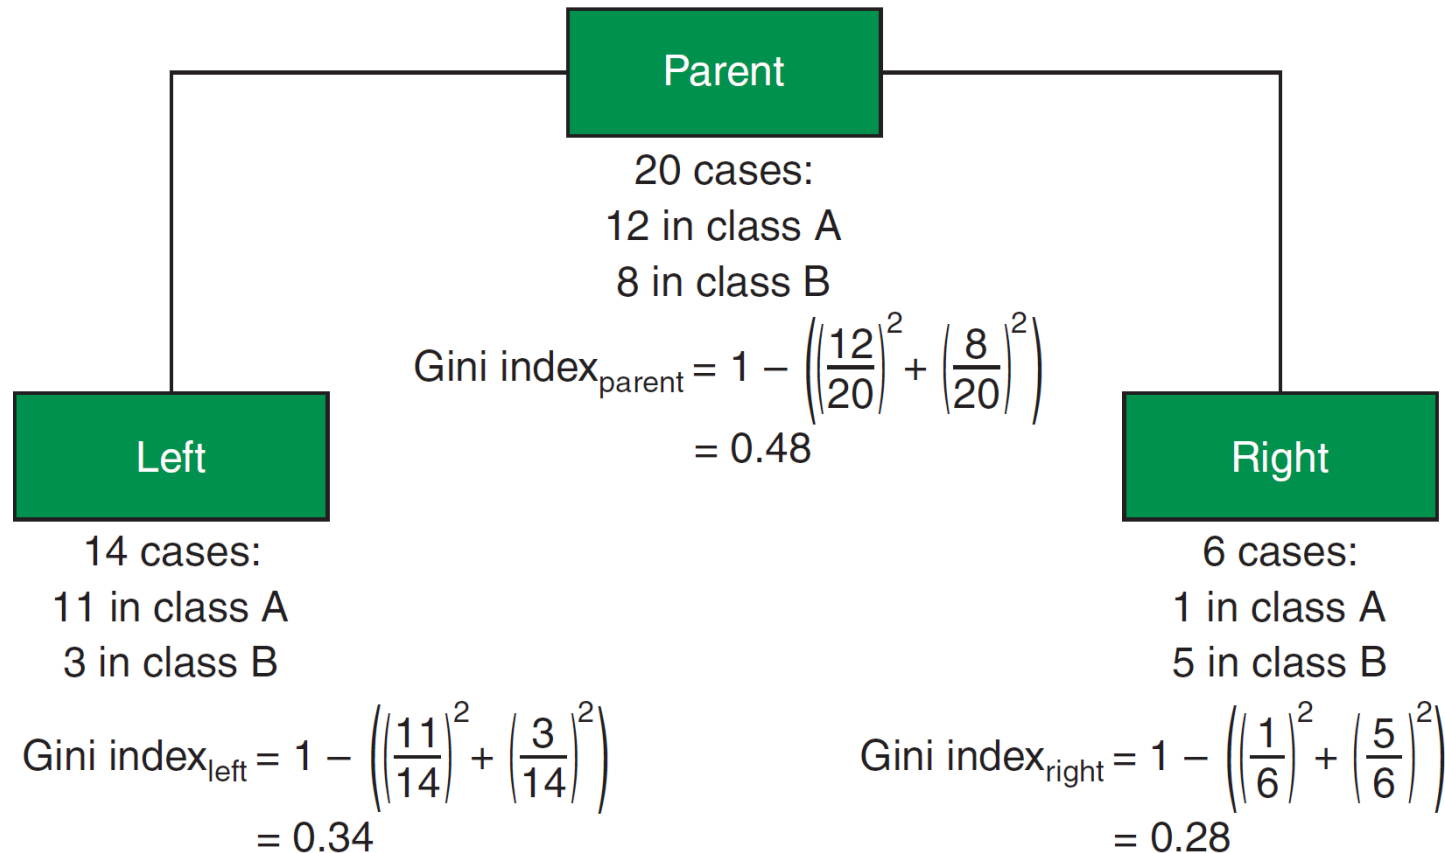 Parent
20 cases:
12 in class A
8 in class B
Gini index_parent = 1 − ((12/20)² + (8/20)²)
= 0.48
Left
14 cases:
11 in class A
3 in class B
Gini index_left = 1 − ((11/14)² + (3/14)²)
= 0.34
Right
6 cases:
1 in class A
5 in class B
Gini index_right = 1 − ((1/6)² + (5/6)²)
= 0.28